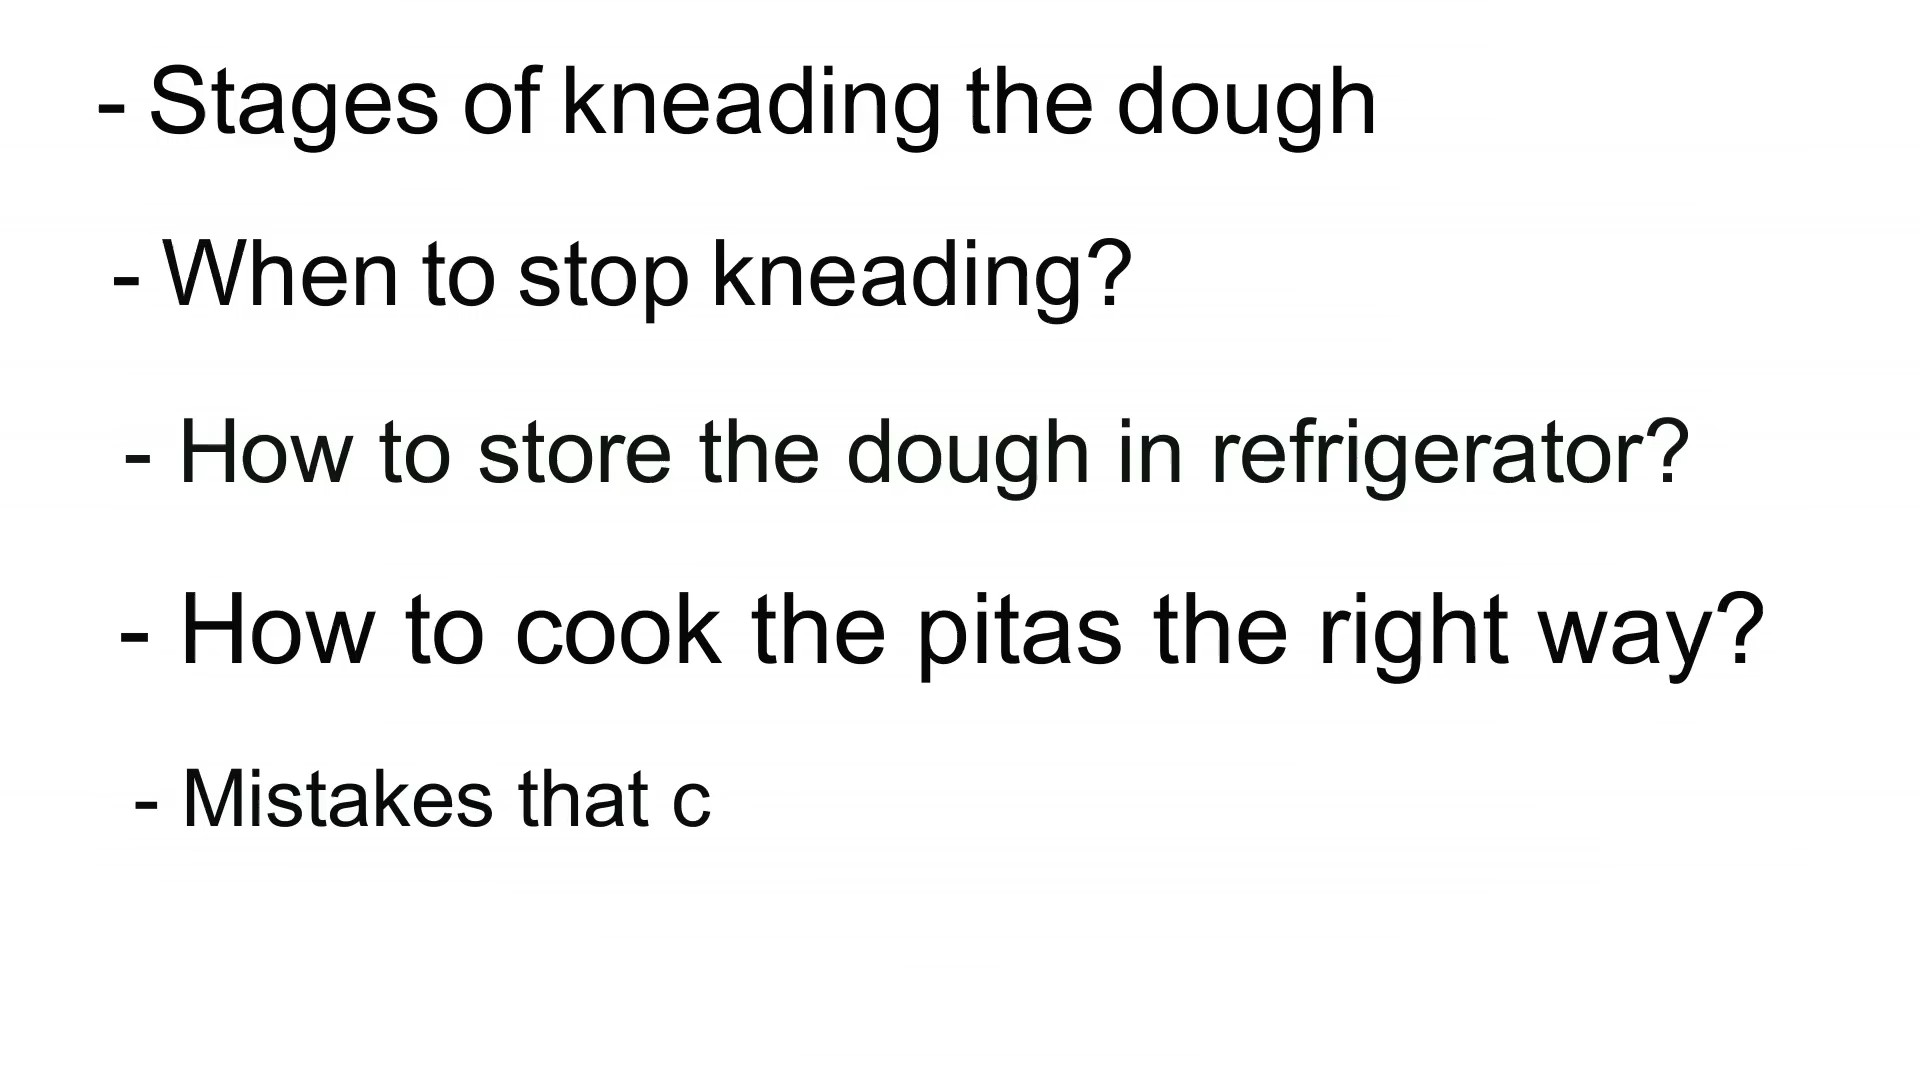 - Stages of kneading the dough
- When to stop kneading?
- How to store the dough in refrigerator?
- How to cook the pitas the right way?
- Mistakes that c